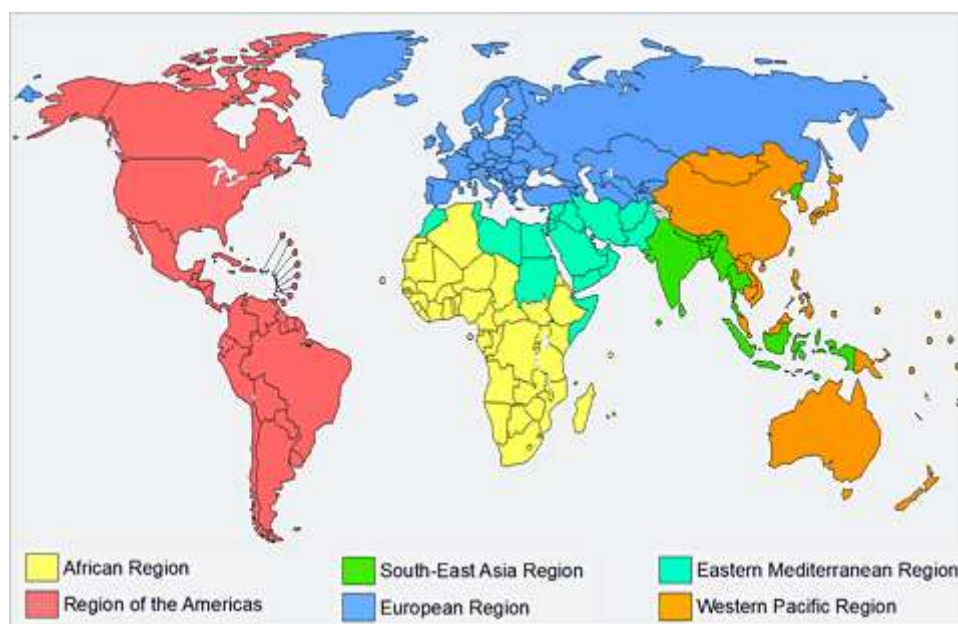 African Region
South-East Asia Region
Eastern Mediterranean Region
Region of the Americas
European Region
Western Pacific Region